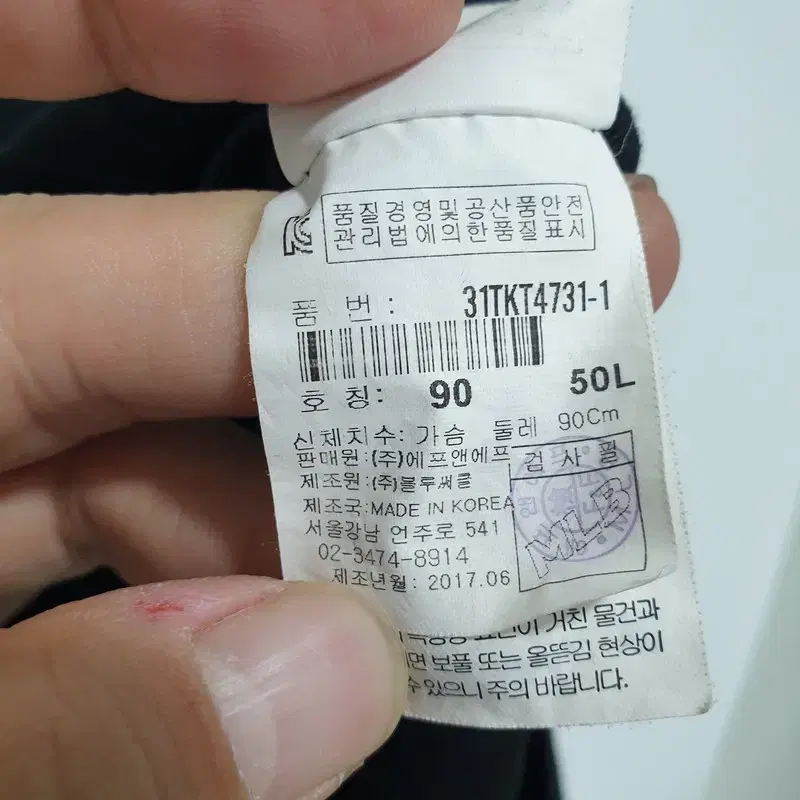 품질경영및공산품안전
관리법에의한품질표시
품 번 : 31TKT4731-1
호 칭: 90 50L
신체치수: 가슴 둘레 90Cm
판매원 : (주)에프앤에프
검 사 필
제조원 : (주)블루써클
제조국: MADE IN KOREA
MLB
서울강남 언주로 541
02-3474-8914
제조년월 : 2017.06
거친 물건과
보풀 또는 올뜯김 현상이
수 있으니 주의 바랍니다.